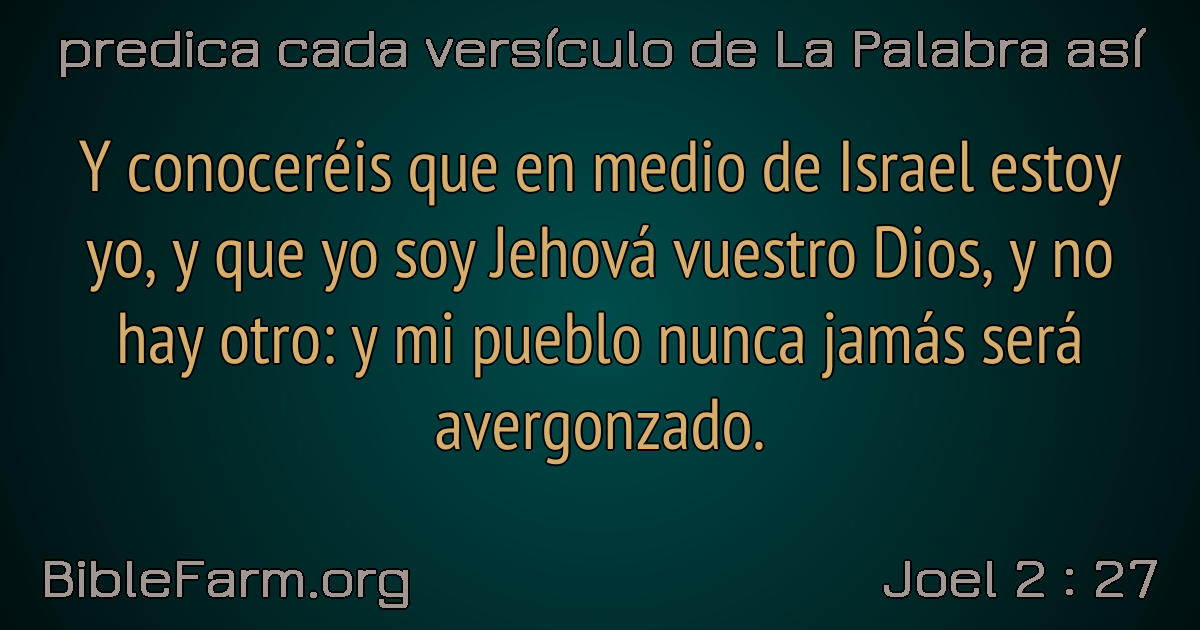 predica cada versículo de La Palabra así
Y conoceréis que en medio de Israel estoy
yo, y que yo soy Jehová vuestro Dios, y no
hay otro: y mi pueblo nunca jamás será
avergonzado.
BibleFarm.org
Joel 2 : 27